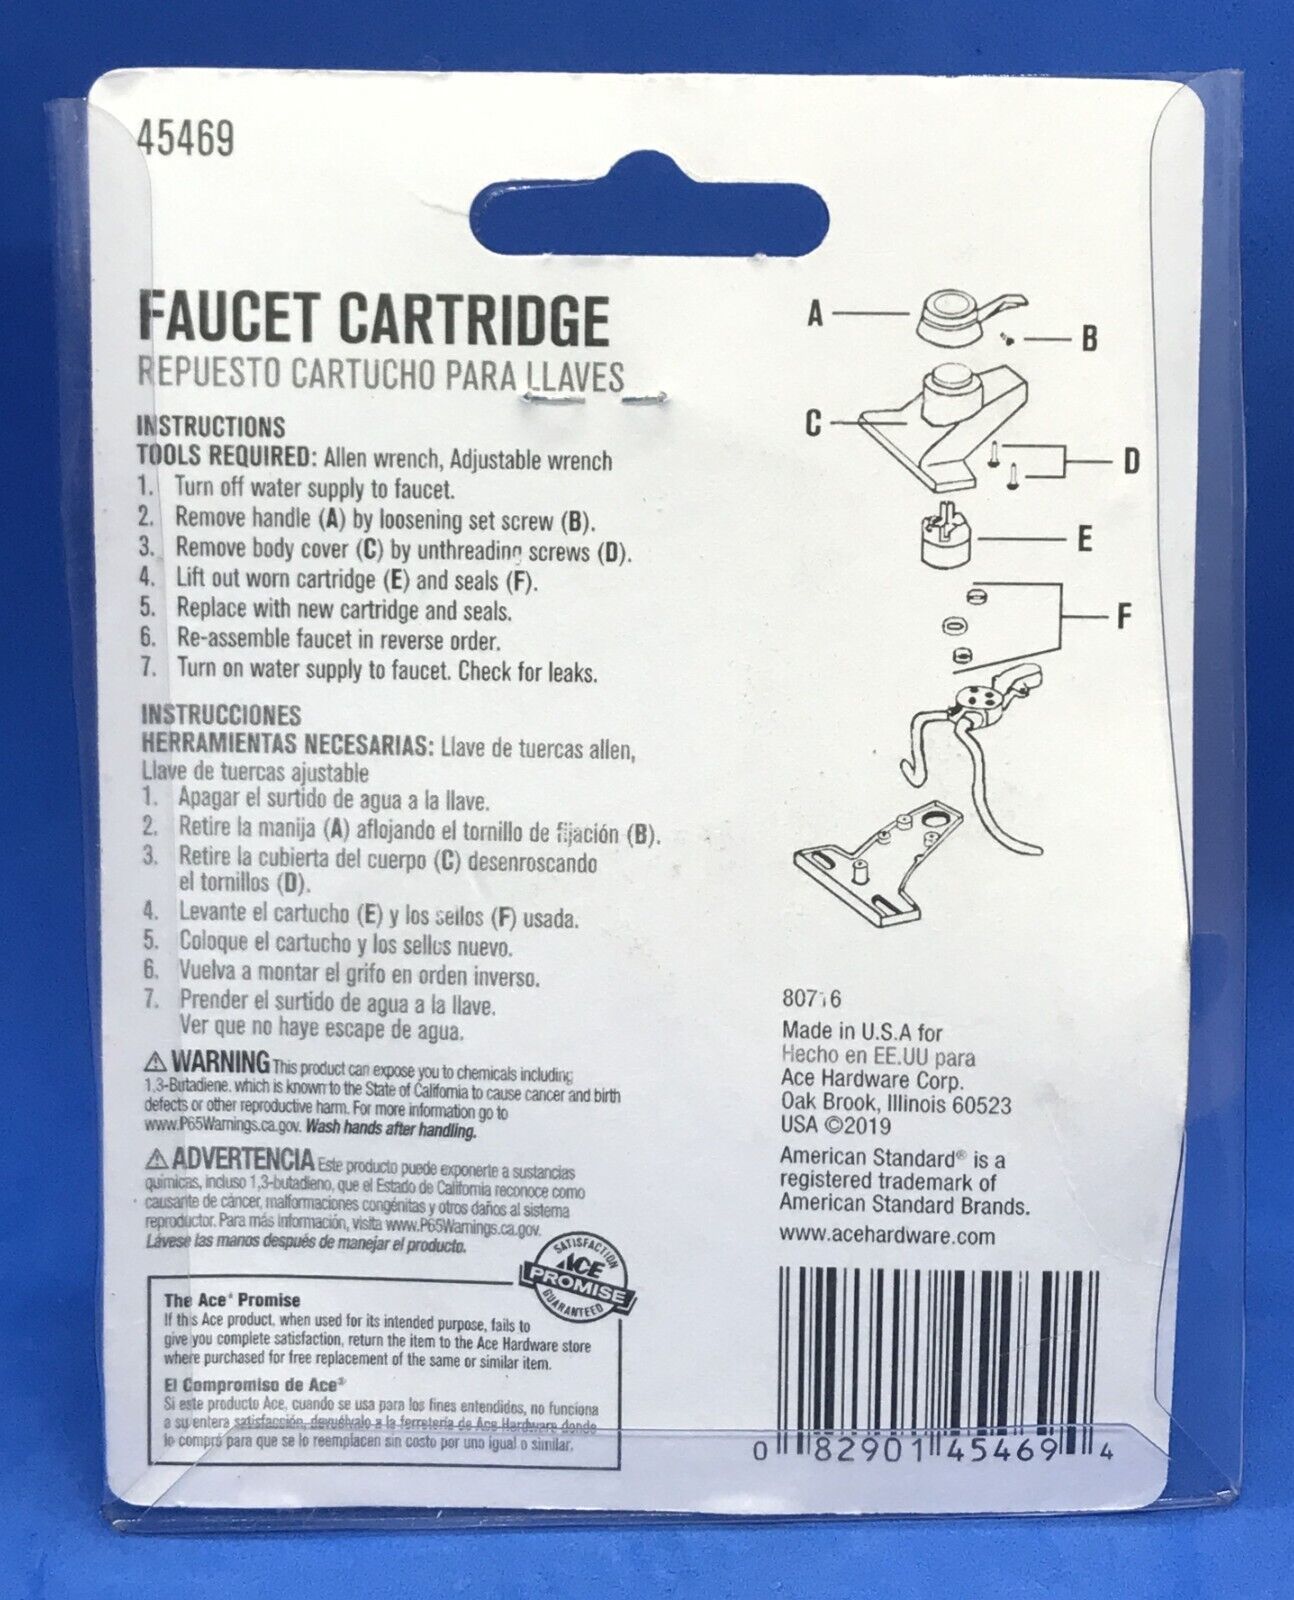 45469
FAUCET CARTRIDGE
REPUESTO CARTUCHO PARA LLAVES
INSTRUCTIONS
TOOLS REQUIRED: Allen wrench, Adjustable wrench
1. Turn off water supply to faucet.
2. Remove handle (A) by loosening set screw (B).
3. Remove body cover (C) by unthreading screws (D).
4. Lift out worn cartridge (E) and seals (F).
5. Replace with new cartridge and seals.
6. Re-assemble faucet in reverse order.
7. Turn on water supply to faucet. Check for leaks.
INSTRUCCIONES
HERRAMIENTAS NECESARIAS: Llave de tuercas allen,
Llave de tuercas ajustable
1. Apagar el surtido de agua a la llave.
2. Retire la manija (A) aflojando el tornillo de fijación (B).
3. Retire la cubierta del cuerpo (C) desenroscando
el tornillos (D).
4. Levante el cartucho (E) y los sellos (F) usada.
5. Coloque el cartucho y los sellos nuevo.
6. Vuelva a montar el grifo en orden inverso.
7. Prender el surtido de agua a la llave.
Ver que no haye escape de agua.
⚠ WARNING This product can expose you to chemicals including
1,3-Butadiene, which is known to the State of California to cause cancer and birth
defects or other reproductive harm. For more information go to
www.P65Warnings.ca.gov. Wash hands after handling.
⚠ ADVERTENCIA Este producto puede exponerte a sustancias
químicas, incluso 1,3-butadieno, que el Estado de California reconoce como
causante de cáncer, malformaciones congénitas y otros daños al sistema
reproductor. Para más información, visita www.P65Warnings.ca.gov.
Lávese las manos después de manejar el producto.
SATISFACTION
ACE
PROMISE
GUARANTEED
The Ace® Promise
If this Ace product, when used for its intended purpose, fails to
give you complete satisfaction, return the item to the Ace Hardware store
where purchased for free replacement of the same or similar item.
El Compromiso de Ace®
Si este producto Ace, cuando se usa para los fines entendidos, no funciona
a su entera satisfacción, devuélvalo a la ferretería de Ace Hardware donde
lo compró para que se lo reemplacen sin costo por uno igual o similar.
A
B
C
D
E
F
80716
Made in U.S.A for
Hecho en EE.UU para
Ace Hardware Corp.
Oak Brook, Illinois 60523
USA ©2019
American Standard® is a
registered trademark of
American Standard Brands.
www.acehardware.com
0 82901 45469 4